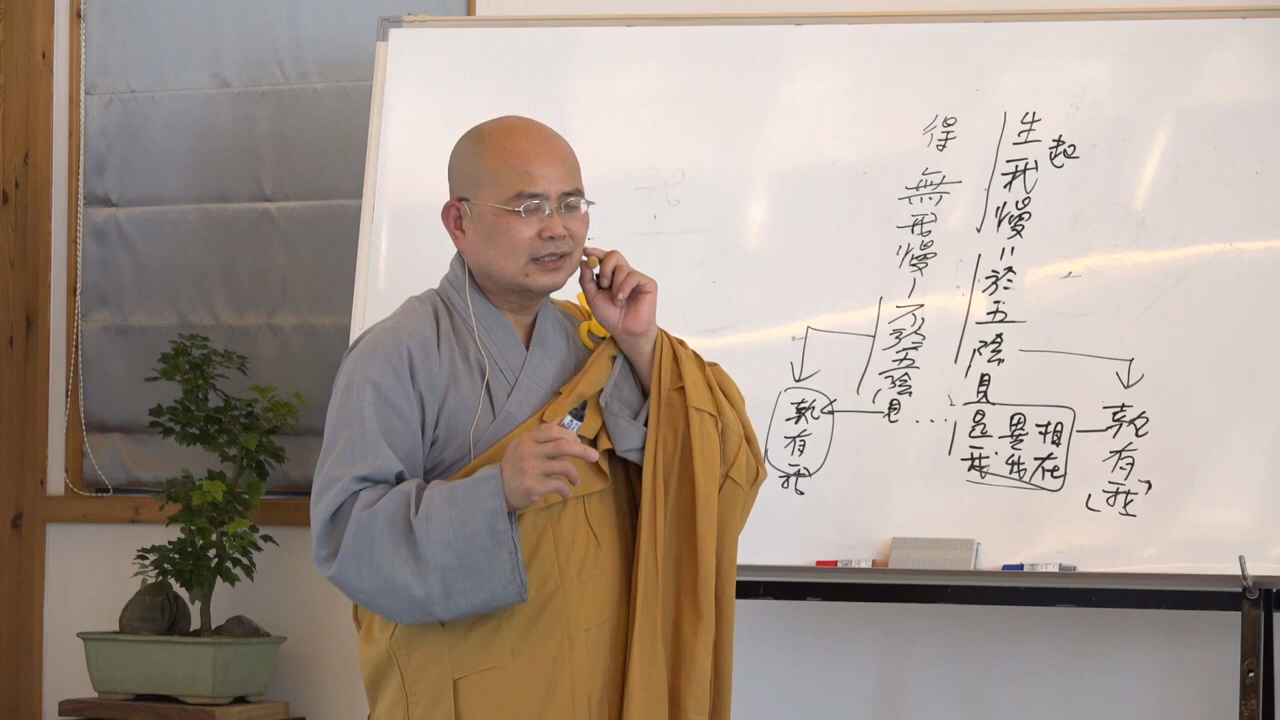 生起我慢=於五陰見
是我
異我
相在
執有「我」
得 無我慢-不於五陰見...
執有我